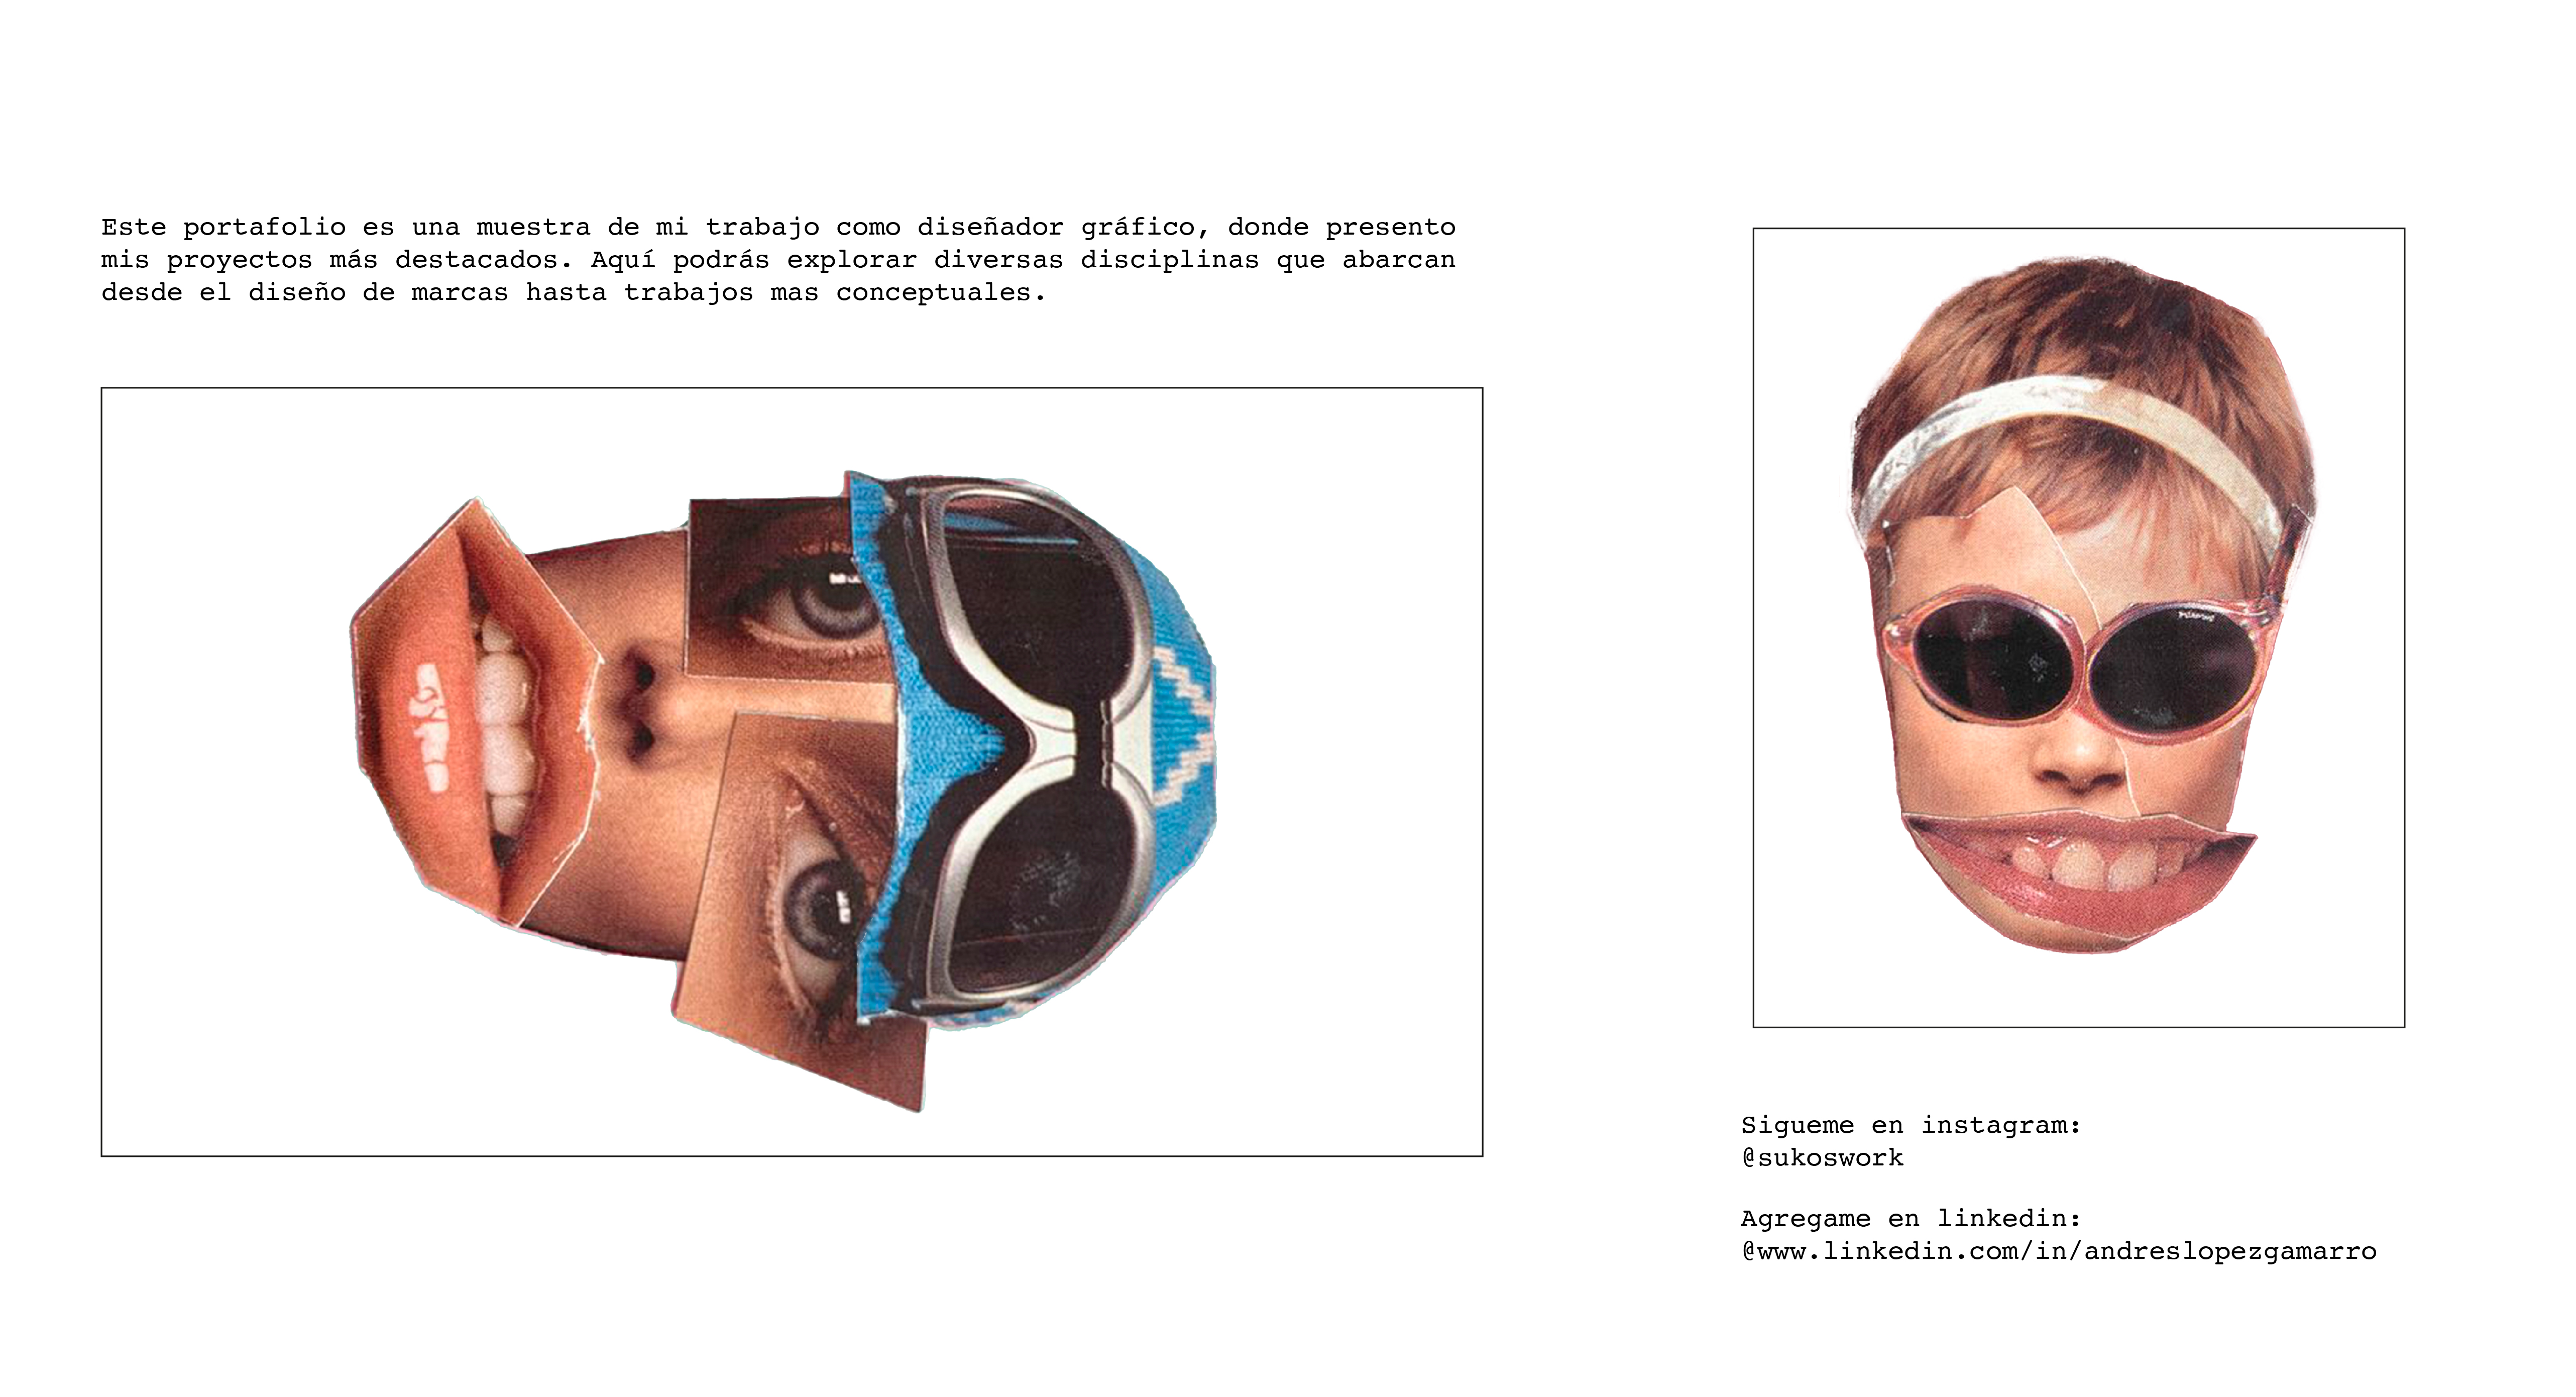 Este portafolio es una muestra de mi trabajo como diseñador gráfico, donde presento
mis proyectos más destacados. Aquí podrás explorar diversas disciplinas que abarcan
desde el diseño de marcas hasta trabajos mas conceptuales.
Sigueme en instagram:
@sukoswork
Agregame en linkedin:
@www.linkedin.com/in/andreslopezgamarro